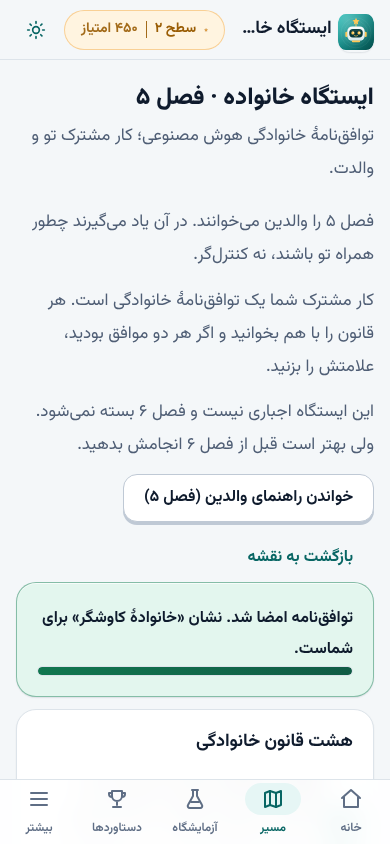 ایستگاه خا...
سطح ۲ | ۴۵۰ امتیاز
ایستگاه خانواده · فصل ۵
توافق‌نامهٔ خانوادگی هوش مصنوعی؛ کار مشترک تو و
والدت.
فصل ۵ را والدین می‌خوانند. در آن یاد می‌گیرند چطور
همراه تو باشند، نه کنترل‌گر.
کار مشترک شما یک توافق‌نامهٔ خانوادگی است. هر
قانون را با هم بخوانید و اگر هر دو موافق بودید،
علامتش را بزنید.
این ایستگاه اجباری نیست و فصل ۶ بسته نمی‌شود.
ولی بهتر است قبل از فصل ۶ انجامش بدهید.
خواندن راهنمای والدین (فصل ۵)
بازگشت به نقشه
توافق‌نامه امضا شد. نشان «خانوادهٔ کاوشگر» برای
شماست.
هشت قانون خانوادگی
خانه
مسیر
آزمایشگاه
دستاوردها
بیشتر